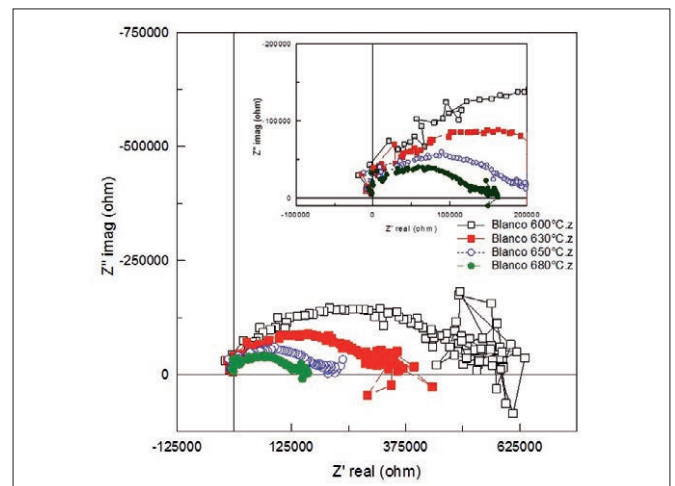 -750000
-500000
-250000
0
Z'' imag (ohm)
-125000
125000
375000
625000
Z' real (ohm)
-200000
-100000
0
Z'' imag (ohm)
-100000
0
100000
200000
Z' real (ohm)
Blanco 600°C.z
Blanco 630°C.z
Blanco 650°C.z
Blanco 680°C.z